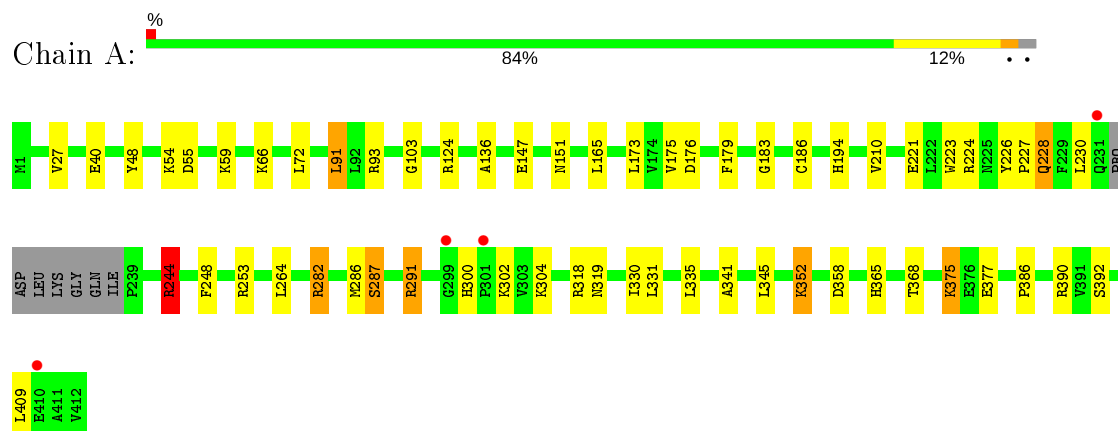 %
Chain A:
84% 12% • •
M1 V27 E40 Y48 K54 D55 K59 K66 L72 L91 L92 R93 G103 R124 A136 E147 N151 L165 L173 V174 V175 D176 F179 G183 C186 H194 V210 E221 L222 W223 R224 N225 Y226 P227 Q228 F229 L230 Q231 PRO
ASP LEU LYS GLY GLN ILE P239 R244 F248 R253 L264 R282 M286 S287 R291 G299 H300 P301 K302 V303 K304 R318 N319 I330 L331 L335 A341 L345 K352 D358 H365 T368 K375 E376 E377 P386 R390 V391 S392
L409 E410 A411 V412